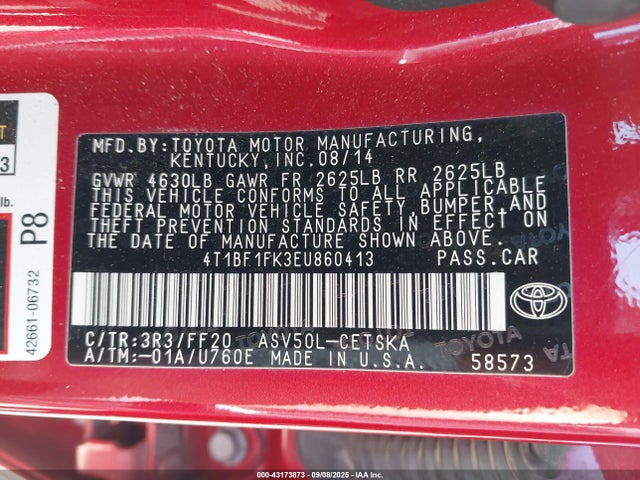 MFD.BY:TOYOTA MOTOR MANUFACTURING,
KENTUCKY,INC.08/14
GVWR 4630LB GAWR FR 2625LB RR 2625LB
THIS VEHICLE CONFORMS TO ALL APPLICABLE
FEDERAL MOTOR VEHICLE SAFETY,BUMPER,AND
THEFT PREVENTION STANDARDS IN EFFECT ON
THE DATE OF MANUFACTURE SHOWN ABOVE.
4T1BF1FK3EU860413 PASS.CAR
C/TR:3R3/FF20 ASV50L-CETSKA
A/TM:-01A/U760E MADE IN U.S.A. 58573
TOYOTA
3
lb.
P8
42661-06732
000-43173873 - 09/08/2025 - IAA Inc.